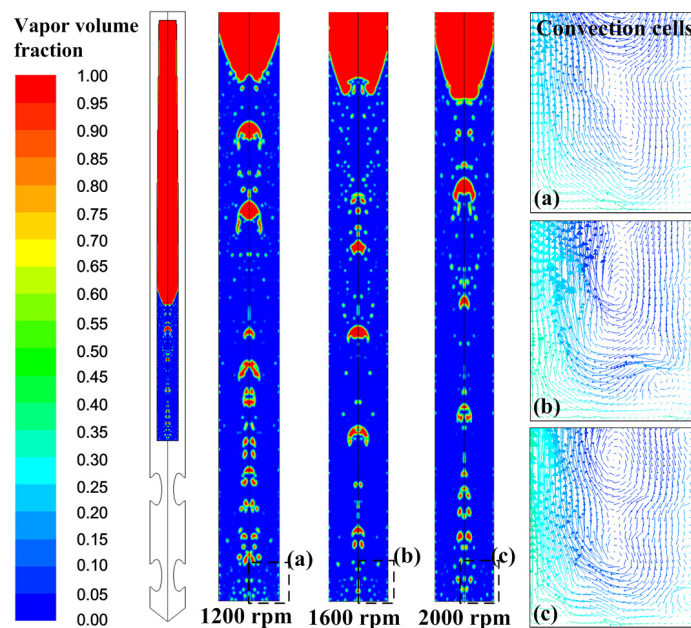 Vapor volume
fraction
1.00
0.95
0.90
0.85
0.80
0.75
0.70
0.65
0.60
0.55
0.50
0.45
0.40
0.35
0.30
0.25
0.20
0.15
0.10
0.05
0.00
(a)
(b)
(c)
1200 rpm
1600 rpm
2000 rpm
Convection cells
(a)
(b)
(c)